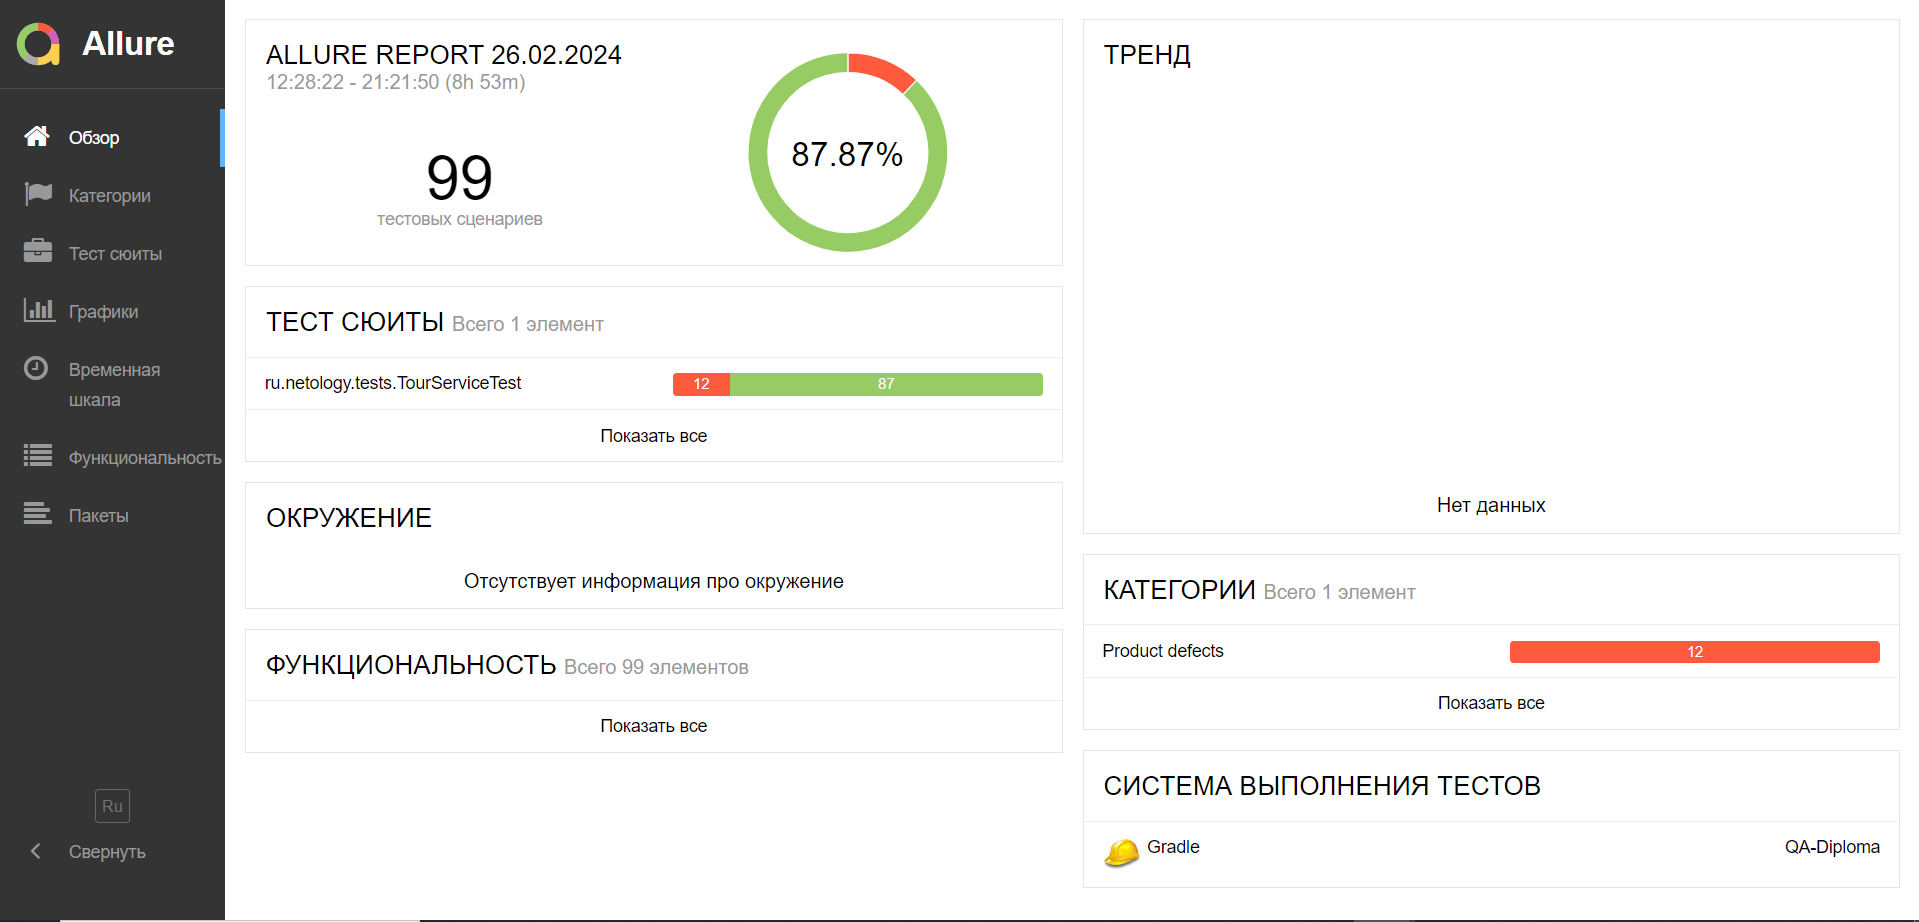 Allure
Обзор
Категории
Тест сюиты
Графики
Временная
шкала
Функциональность
Пакеты
Ru
Свернуть
ALLURE REPORT 26.02.2024
12:28:22 - 21:21:50 (8h 53m)
99
тестовых сценариев
87.87%
ТЕСТ СЮИТЫ Всего 1 элемент
ru.netology.tests.TourServiceTest 12 87
Показать все
ОКРУЖЕНИЕ
Отсутствует информация про окружение
ФУНКЦИОНАЛЬНОСТЬ Всего 99 элементов
Показать все
ТРЕНД
Нет данных
КАТЕГОРИИ Всего 1 элемент
Product defects 12
Показать все
СИСТЕМА ВЫПОЛНЕНИЯ ТЕСТОВ
Gradle QA-Diploma